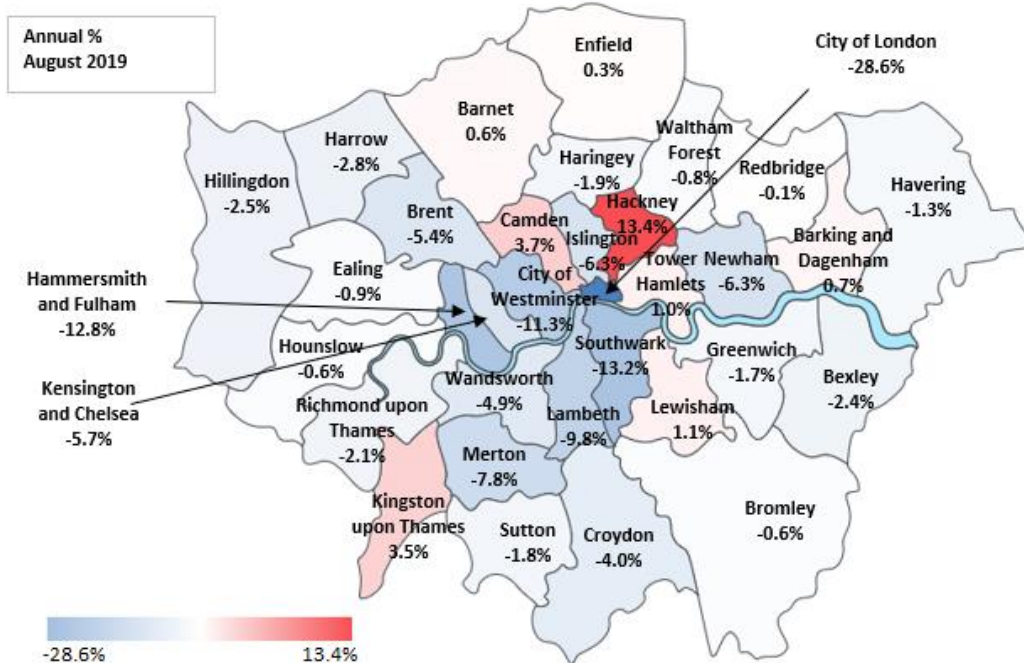 Annual %
August 2019
Enfield
0.3%
City of London
-28.6%
Barnet
0.6%
Harrow
-2.8%
Waltham
Forest
-0.8%
Haringey
-1.9%
Redbridge
-0.1%
Hillingdon
-2.5%
Havering
-1.3%
Brent
-5.4%
Camden
3.7%
Hackney
13.4%
Islington
-6.3%
Barking and
Dagenham
0.7%
Ealing
-0.9%
City of
Westminster
-11.3%
Tower
Hamlets
1.0%
Newham
-6.3%
Hammersmith
and Fulham
-12.8%
Hounslow
-0.6%
Southwark
-13.2%
Greenwich
-1.7%
Bexley
-2.4%
Kensington
and Chelsea
-5.7%
Wandsworth
-4.9%
Richmond upon
Thames
-2.1%
Lambeth
-9.8%
Lewisham
1.1%
Merton
-7.8%
Kingston
upon Thames
3.5%
Sutton
-1.8%
Croydon
-4.0%
Bromley
-0.6%
-28.6%
13.4%